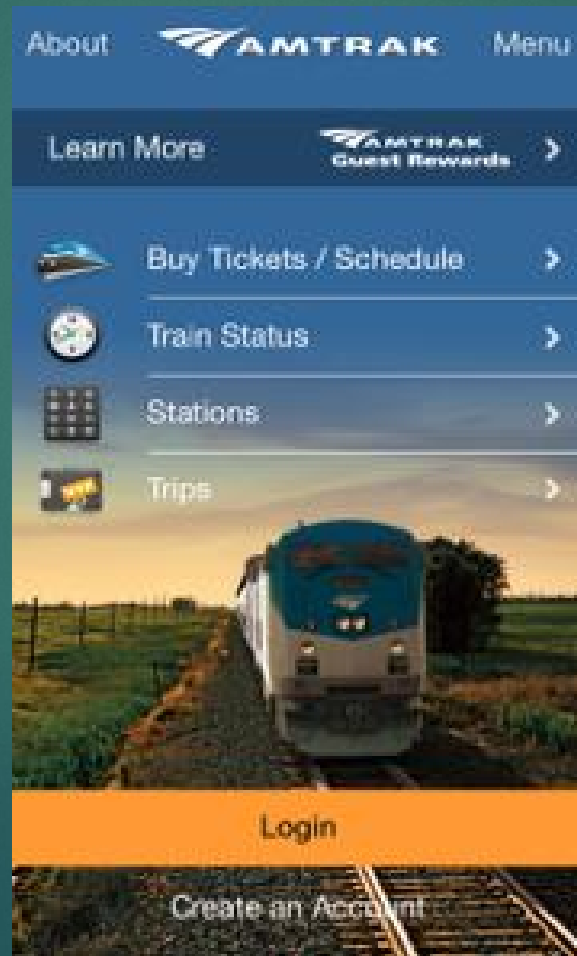 About AMTRAK Menu
Learn More AMTRAK
Guest Rewards
Buy Tickets / Schedule
Train Status
Stations
Trips
Login
Create an Account